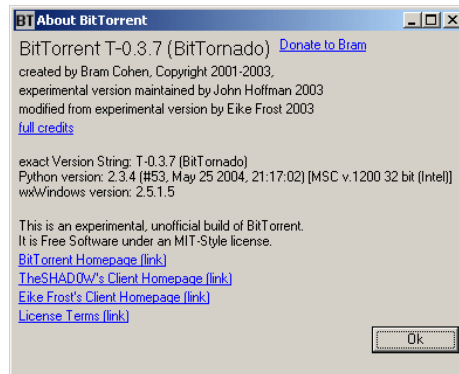 BT About BitTorrent
BitTorrent T-0.3.7 (BitTornado) Donate to Bram
created by Bram Cohen, Copyright 2001-2003,
experimental version maintained by John Hoffman 2003
modified from experimental version by Eike Frost 2003
full credits
exact Version String: T-0.3.7 (BitTornado)
Python version: 2.3.4 (#53, May 25 2004, 21:17:02) [MSC v.1200 32 bit (Intel)]
wxWindows version: 2.5.1.5
This is an experimental, unofficial build of BitTorrent.
It is Free Software under an MIT-Style license.
BitTorrent Homepage (link)
TheSHAD0W's Client Homepage (link)
Eike Frost's Client Homepage (link)
License Terms (link)
Ok